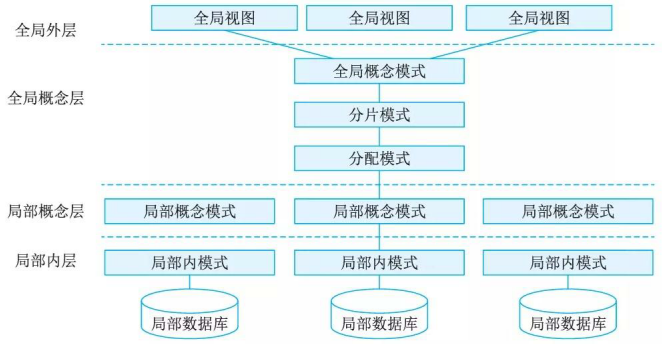 全局外层
全局视图 全局视图 全局视图
全局概念层
全局概念模式
分片模式
分配模式
局部概念层
局部概念模式 局部概念模式 局部概念模式
局部内层
局部内模式 局部内模式 局部内模式
局部数据库 局部数据库 局部数据库